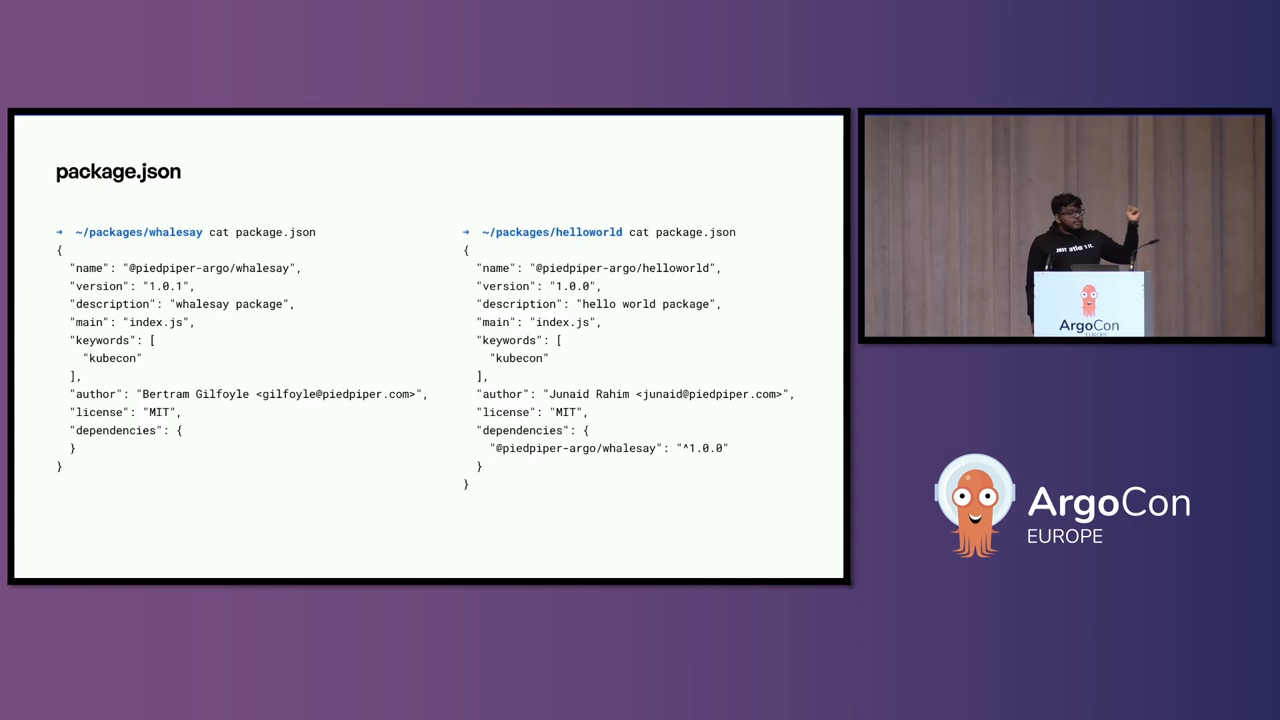 package.json
→ ~/packages/whalesay cat package.json
{
"name": "@piedpiper-argo/whalesay",
"version": "1.0.1",
"description": "whalesay package",
"main": "index.js",
"keywords": [
"kubecon"
],
"author": "Bertram Gilfoyle <gilfoyle@piedpiper.com>",
"license": "MIT",
"dependencies": {
}
}
→ ~/packages/helloworld cat package.json
{
"name": "@piedpiper-argo/helloworld",
"version": "1.0.0",
"description": "hello world package",
"main": "index.js",
"keywords": [
"kubecon"
],
"author": "Junaid Rahim <junaid@piedpiper.com>",
"license": "MIT",
"dependencies": {
"@piedpiper-argo/whalesay": "^1.0.0"
}
}
ArgoCon
EUROPE
ArgoCon
EUROPE